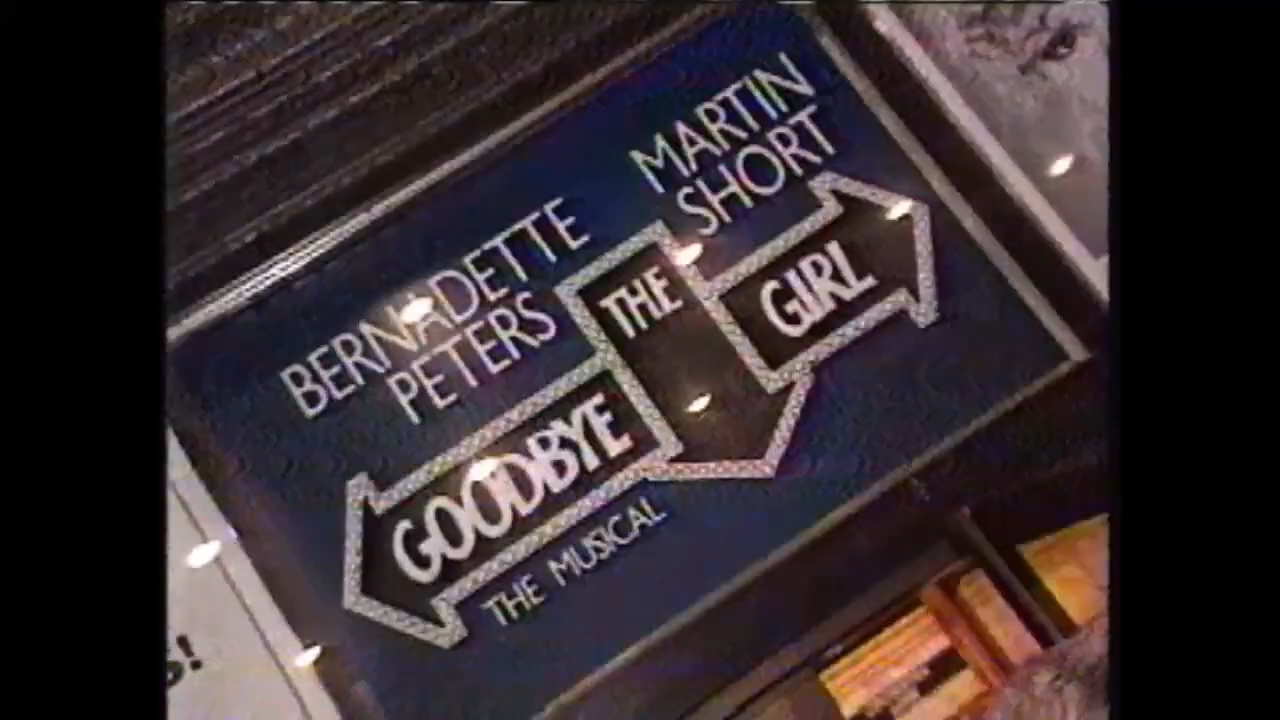 BERNADETTE
PETERS
MARTIN
SHORT
THE
GOODBYE
GIRL
THE MUSICAL